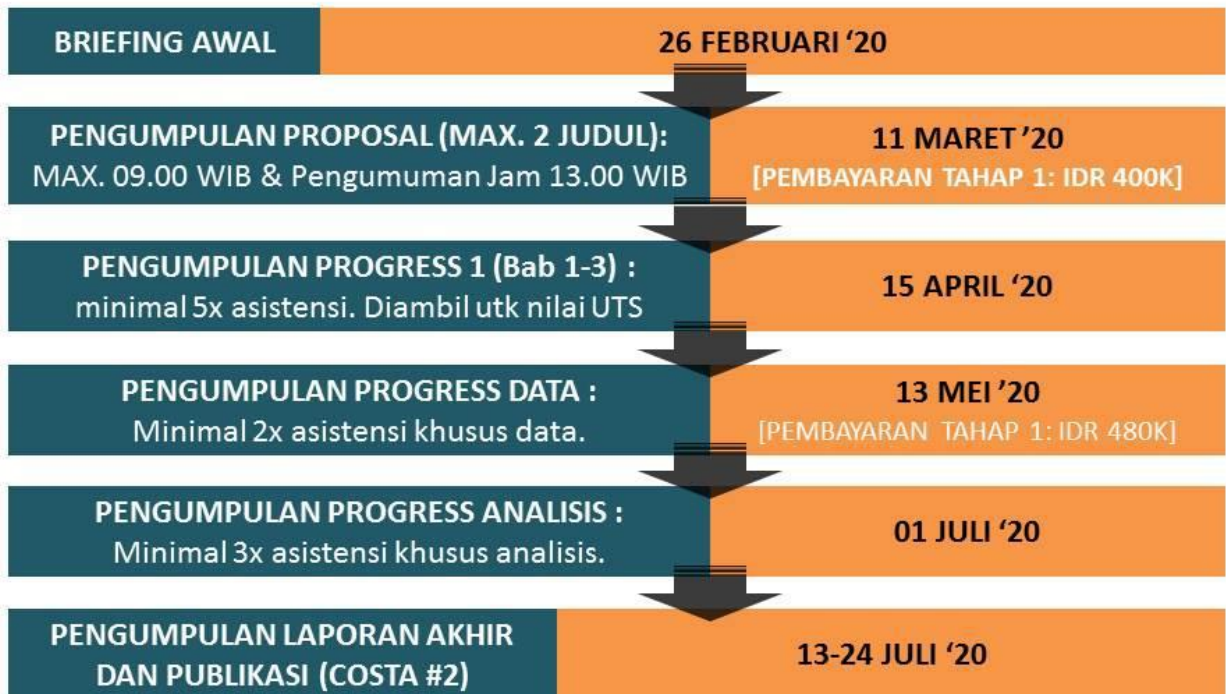 BRIEFING AWAL
26 FEBRUARI ‘20
PENGUMPULAN PROPOSAL (MAX. 2 JUDUL):
MAX. 09.00 WIB & Pengumuman Jam 13.00 WIB
11 MARET ’20
[PEMBAYARAN TAHAP 1: IDR 400K]
PENGUMPULAN PROGRESS 1 (Bab 1-3) :
minimal 5x asistensi. Diambil utk nilai UTS
15 APRIL ‘20
PENGUMPULAN PROGRESS DATA :
Minimal 2x asistensi khusus data.
13 MEI ’20
[PEMBAYARAN TAHAP 1: IDR 480K]
PENGUMPULAN PROGRESS ANALISIS :
Minimal 3x asistensi khusus analisis.
01 JULI ‘20
PENGUMPULAN LAPORAN AKHIR
DAN PUBLIKASI (COSTA #2)
13-24 JULI ‘20